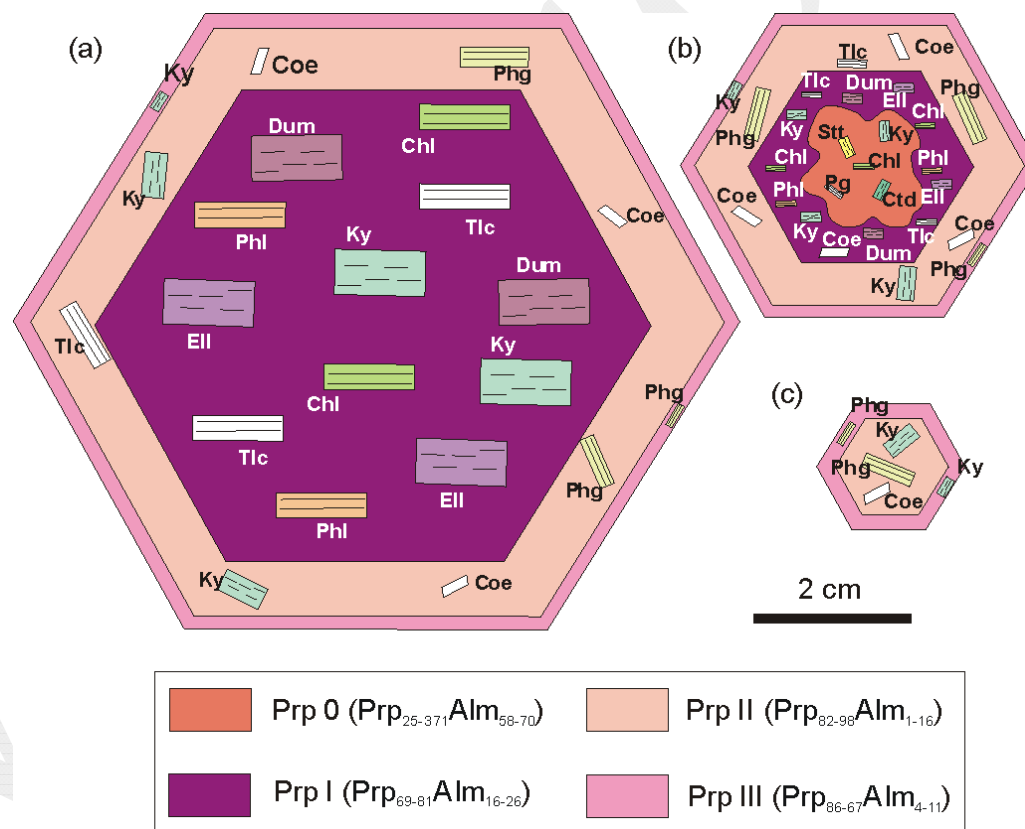 (a)
Ky
Coe
Phg
Dum
Chl
Ky
Phl
Tlc
Coe
Ky
Dum
Ell
Tlc
Ky
Chl
Phg
Tlc
Ell
Phg
Phl
Ky
Coe
(b)
Tlc
Coe
Tlc
Dum
Ell
Phg
Ky
Chl
Phg
Ky
Stt
Ky
Chl
Chl
Phl
Phl
Pg
Ctd
Ell
Coe
Ky
Coe
Dum
Tlc
Coe
Phg
Ky
(c)
Phg
Ky
Phg
Ky
Coe
2 cm
Prp 0 (Prp25-371Alm58-70)
Prp II (Prp82-98Alm1-16)
Prp I (Prp69-81Alm16-26)
Prp III (Prp86-67Alm4-11)